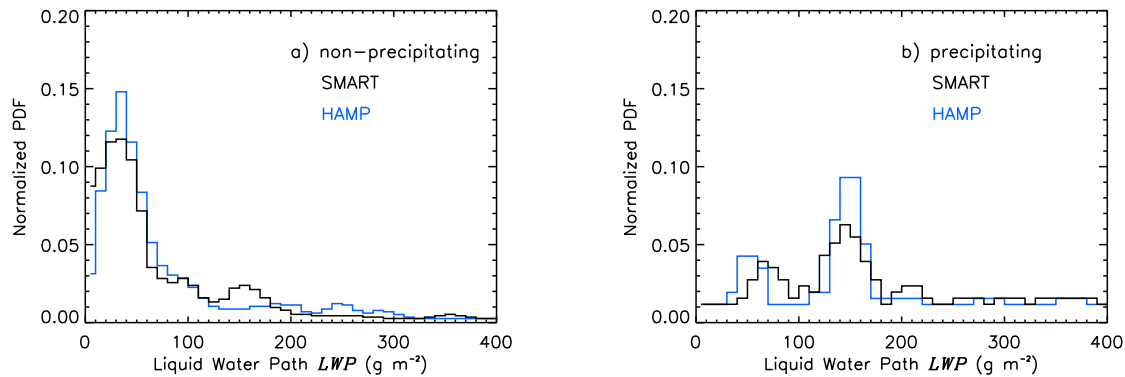 0.20
0.15
0.10
0.05
0.00
Normalized PDF
a) non-precipitating
SMART
HAMP
0 100 200 300 400
Liquid Water Path LWP (g m⁻²)
0.20
0.15
0.10
0.05
0.00
Normalized PDF
b) precipitating
SMART
HAMP
0 100 200 300 400
Liquid Water Path LWP (g m⁻²)